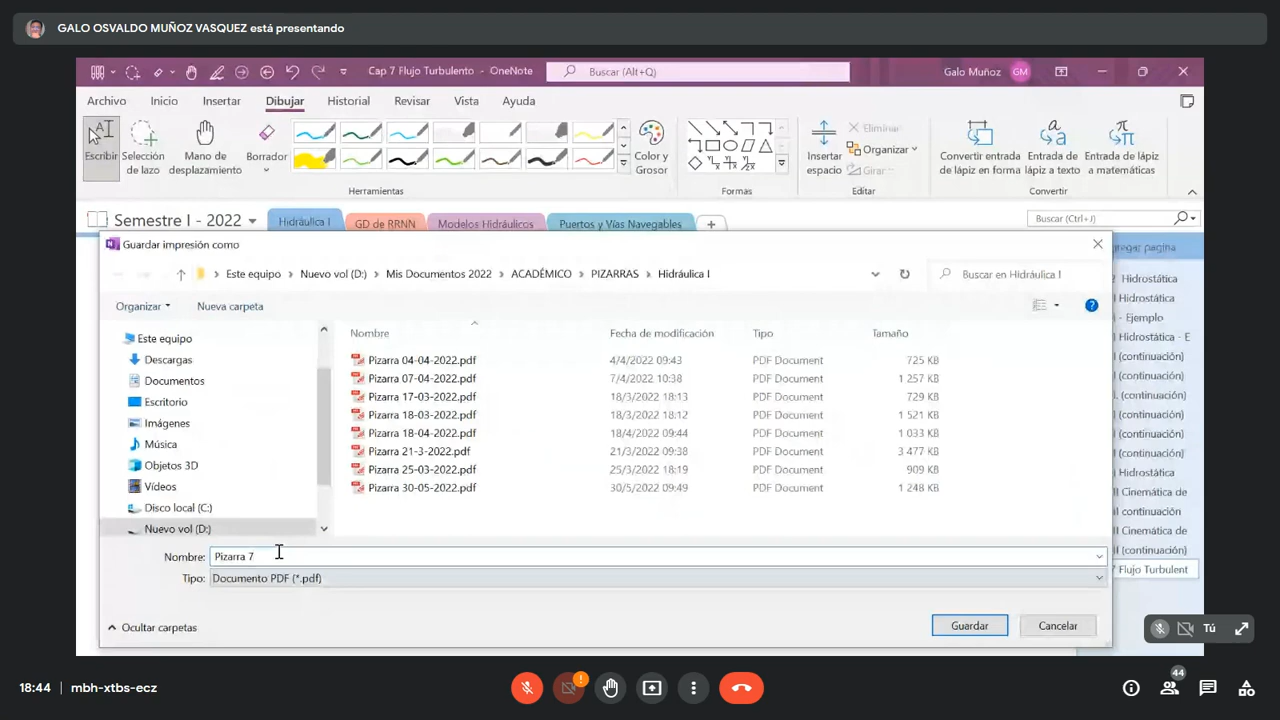 GALO OSVALDO MUÑOZ VASQUEZ está presentando
Cap 7 Flujo Turbulento - OneNote
Buscar (Alt+Q)
Galo Muñoz GM
Archivo Inicio Insertar Dibujar Historial Revisar Vista Ayuda
Escribir
Selección de lazo
Mano de desplazamiento
Borrador
Color y Grosor
Insertar espacio
Eliminar
Organizar
Girar
Convertir entrada de lápiz en forma
Entrada de lápiz a texto
Entrada de lápiz a matemáticas
Herramientas Formas Editar Convertir
Semestre I - 2022 Hidráulica I GD de RRNN Modelos Hidráulicos Puertos y Vías Navegables + Buscar (Ctrl+J)
Guardar impresión como
Este equipo > Nuevo vol (D:) > Mis Documentos 2022 > ACADÉMICO > PIZARRAS > Hidráulica I
Buscar en Hidráulica I
Organizar Nueva carpeta
Este equipo
Descargas
Documentos
Escritorio
Imágenes
Música
Objetos 3D
Vídeos
Disco local (C:)
Nuevo vol (D:)
Nombre Fecha de modificación Tipo Tamaño
Pizarra 04-04-2022.pdf 4/4/2022 09:43 PDF Document 725 KB
Pizarra 07-04-2022.pdf 7/4/2022 10:38 PDF Document 1 257 KB
Pizarra 17-03-2022.pdf 18/3/2022 18:13 PDF Document 729 KB
Pizarra 18-03-2022.pdf 18/3/2022 18:12 PDF Document 1 521 KB
Pizarra 18-04-2022.pdf 18/4/2022 09:44 PDF Document 1 033 KB
Pizarra 21-3-2022.pdf 21/3/2022 09:38 PDF Document 3 477 KB
Pizarra 25-03-2022.pdf 25/3/2022 18:19 PDF Document 909 KB
Pizarra 30-05-2022.pdf 30/5/2022 09:49 PDF Document 1 248 KB
Nombre: Pizarra 7
Tipo: Documento PDF (*.pdf)
Ocultar carpetas
Guardar Cancelar
página
Hidrostática
Hidrostática
- Ejemplo
Hidrostática - E
(continuación)
(continuación)
(continuación)
(continuación)
(continuación)
(continuación)
Hidrostática
II Cinemática de
(continuación)
II Cinemática de
(continuación)
7 Flujo Turbulent
Tú
18:44 | mbh-xtbs-ecz
44